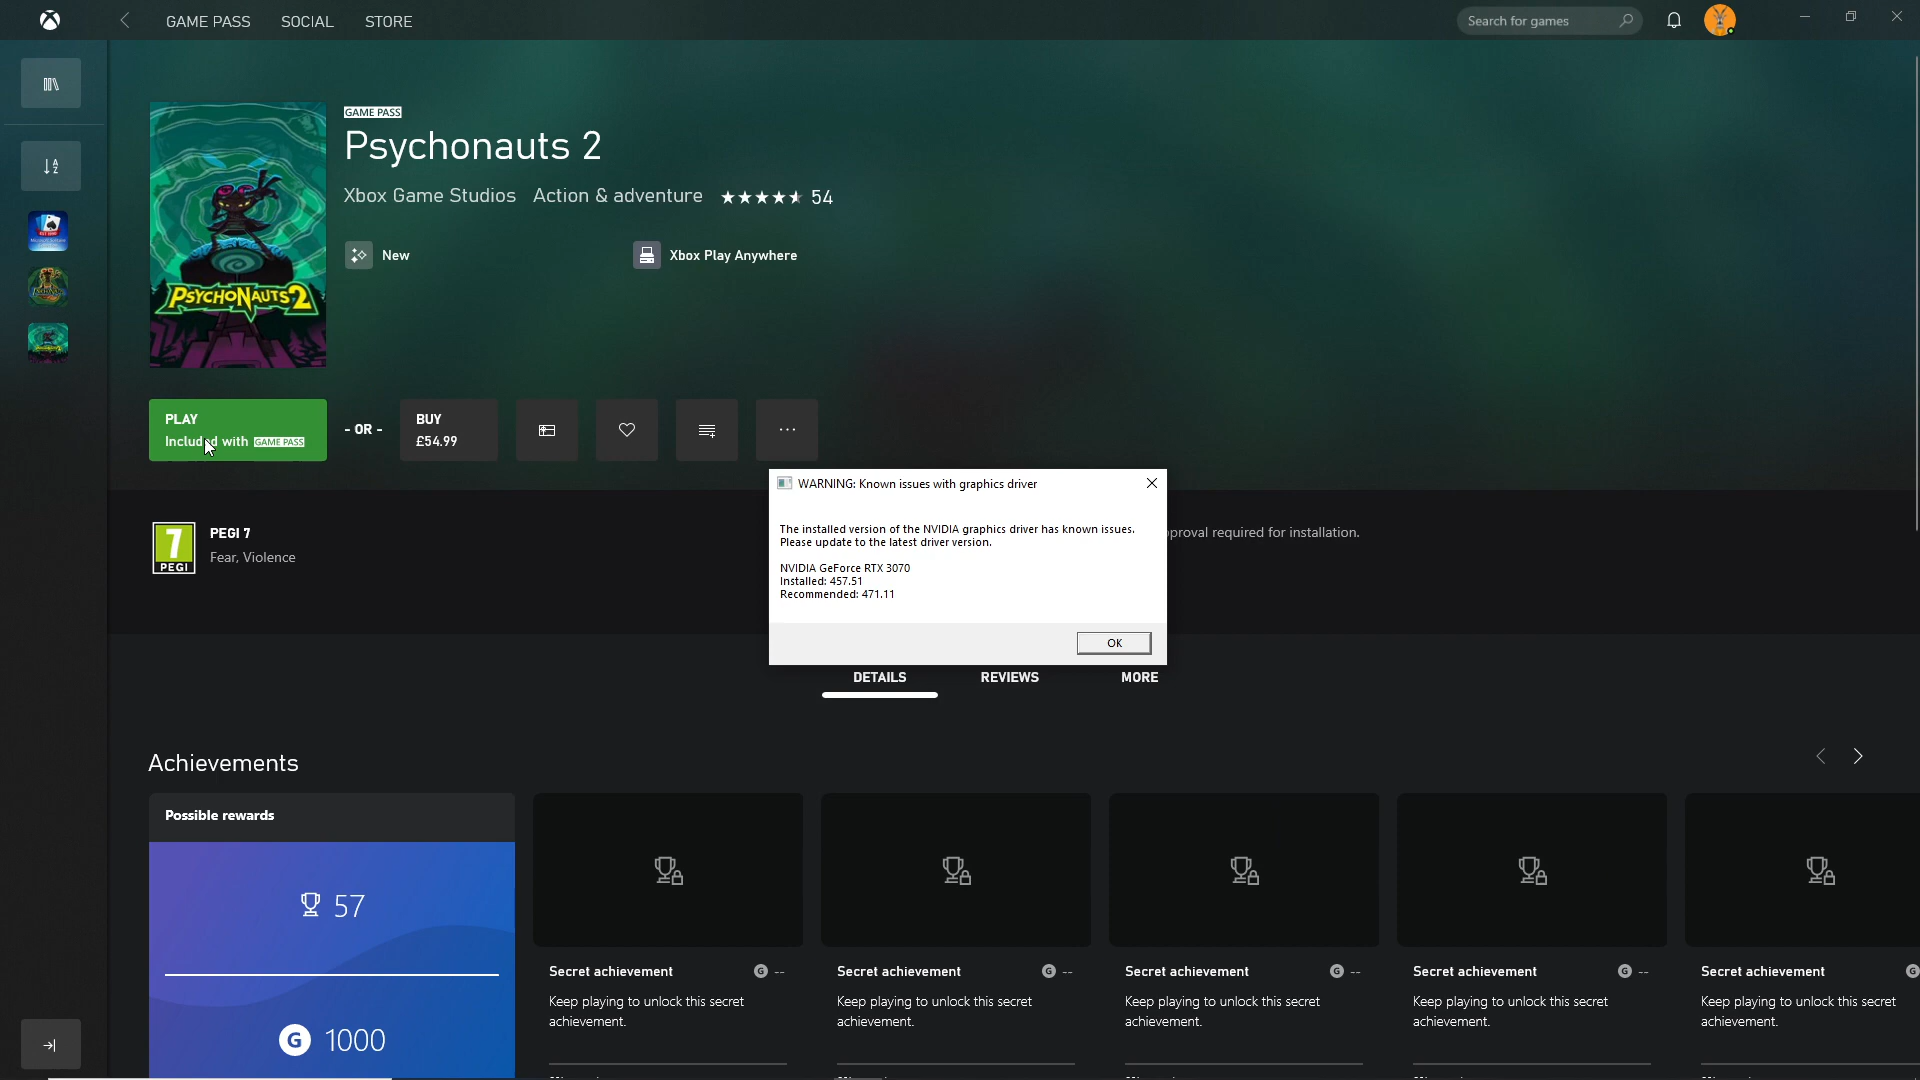 GAME PASS SOCIAL STORE Search for games
GAME PASS
Psychonauts 2
Xbox Game Studios Action & adventure 54
New Xbox Play Anywhere
PSYCHONAUTS 2
PLAY
Included with GAME PASS
- OR -
BUY
£54.99
WARNING: Known issues with graphics driver
The installed version of the NVIDIA graphics driver has known issues.
Please update to the latest driver version.
NVIDIA GeForce RTX 3070
Installed: 457.51
Recommended: 471.11
OK
7
PEGI
PEGI 7
Fear, Violence
proval required for installation.
DETAILS REVIEWS MORE
Achievements
Possible rewards
57
G 1000
Secret achievement G --
Keep playing to unlock this secret
achievement.
Secret achievement G --
Keep playing to unlock this secret
achievement.
Secret achievement G --
Keep playing to unlock this secret
achievement.
Secret achievement G --
Keep playing to unlock this secret
achievement.
Secret achievement G
Keep playing to unlock this secret
achievement.